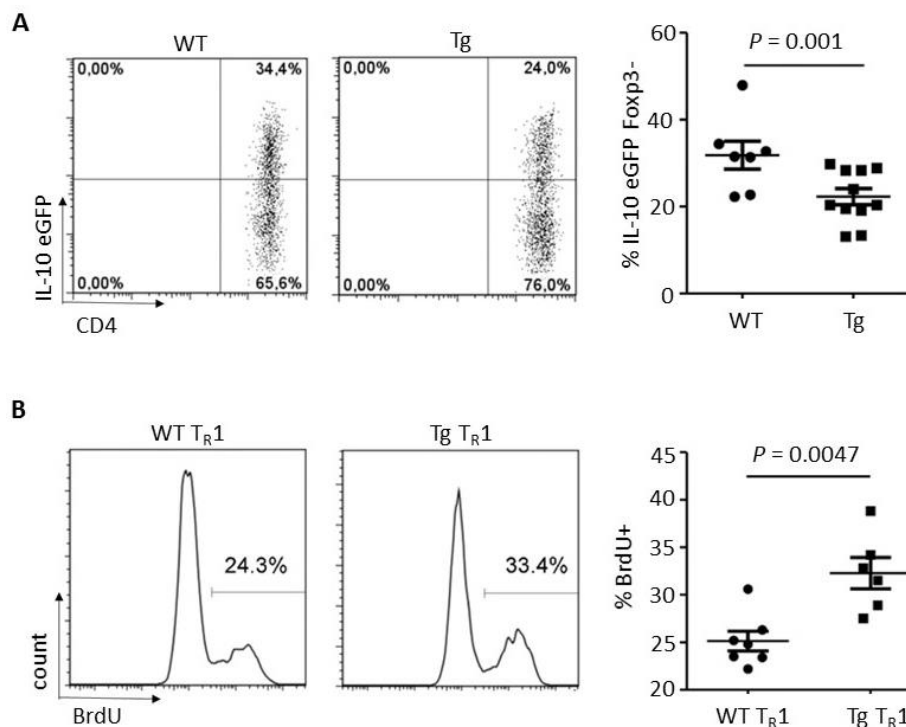 A
WT
Tg
0,00%
34,4%
0.00%
65.6%
0,00%
24,0%
0.00%
76,0%
IL-10 eGFP
CD4
% IL-10 eGFP Foxp3-
60
40
20
0
P = 0.001
WT
Tg
B
WT TR1
Tg TR1
24.3%
33.4%
count
BrdU
% BrdU+
45
40
35
30
25
20
P = 0.0047
WT TR1
Tg TR1